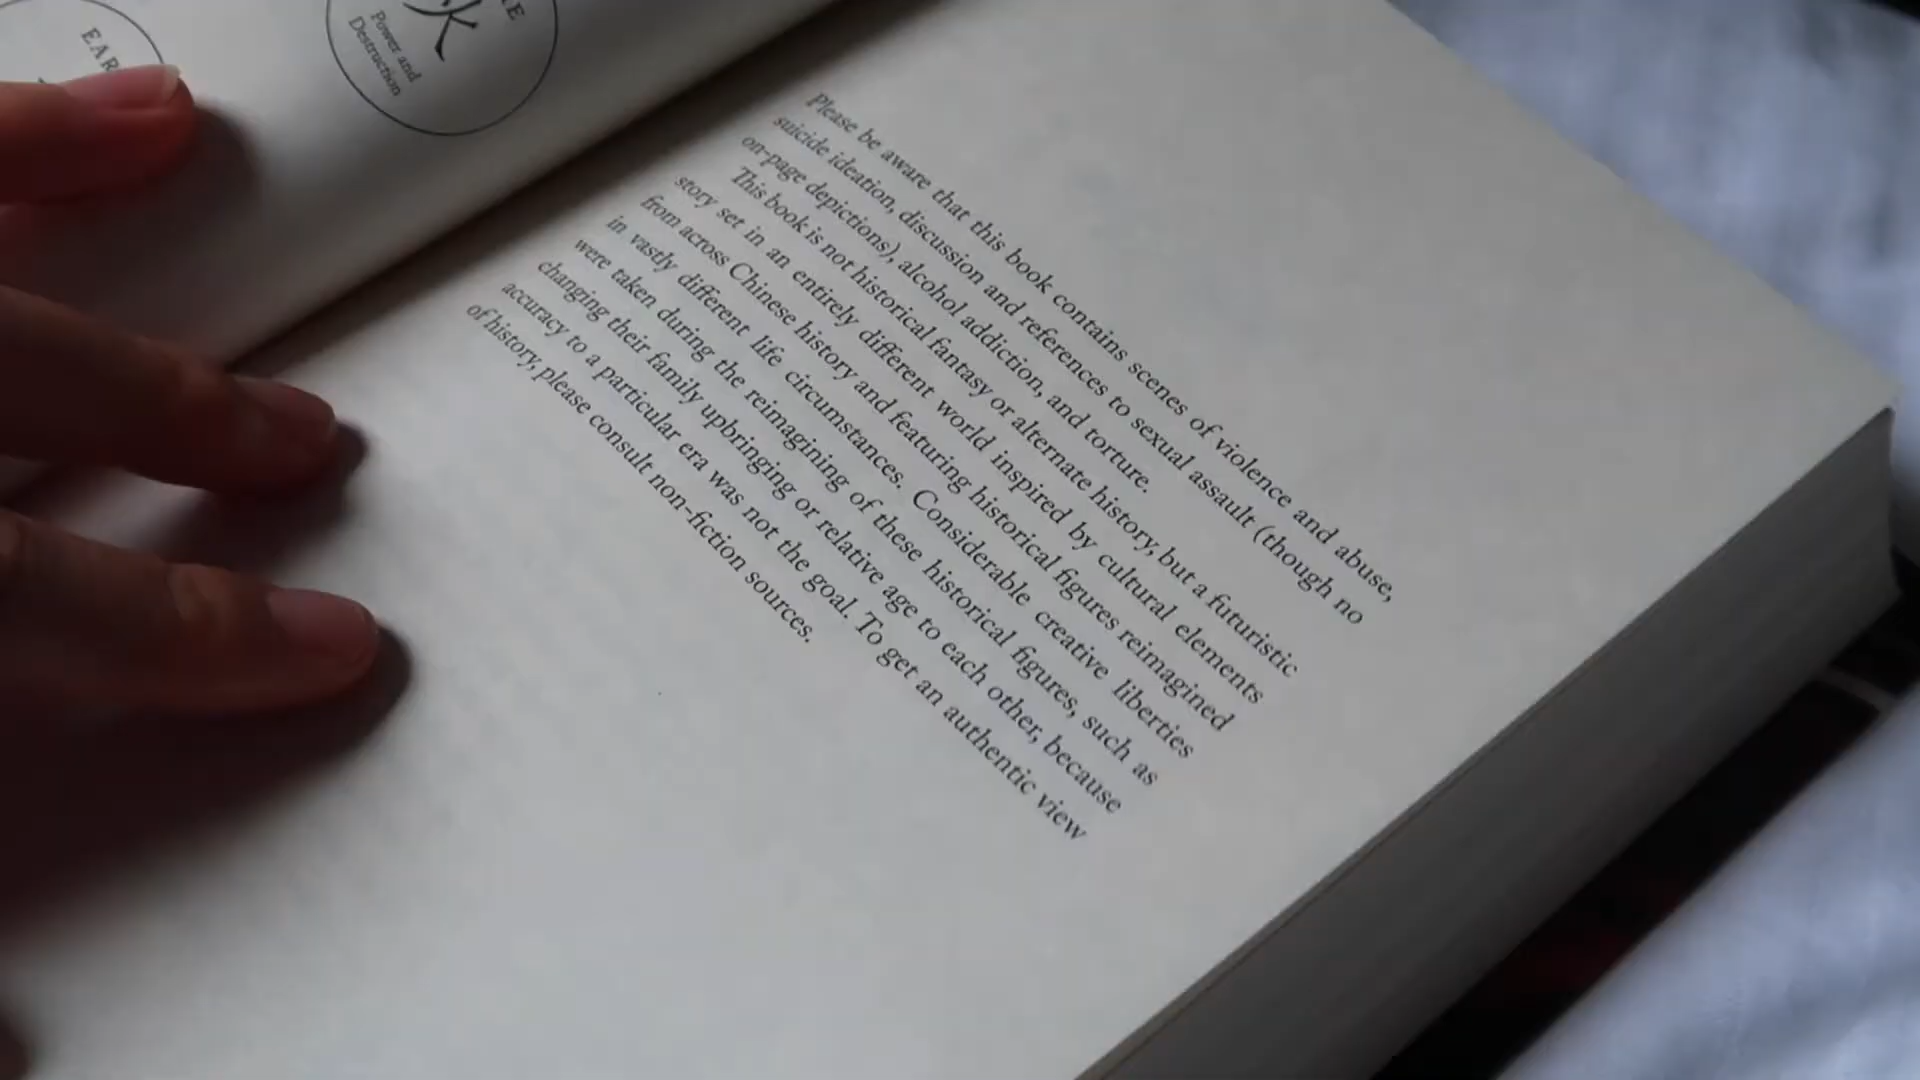 EAR
RE
火
Power and
Destruction
Please be aware that this book contains scenes of violence and abuse,
suicide ideation, discussion and references to sexual assault (though no
on-page depictions), alcohol addiction, and torture.
This book is not historical fantasy or alternate history, but a futuristic
story set in an entirely different world inspired by cultural elements
from across Chinese history and featuring historical figures reimagined
in vastly different life circumstances. Considerable creative liberties
were taken during the reimagining of these historical figures, such as
changing their family upbringing or relative age to each other, because
accuracy to a particular era was not the goal. To get an authentic view
of history, please consult non-fiction sources.